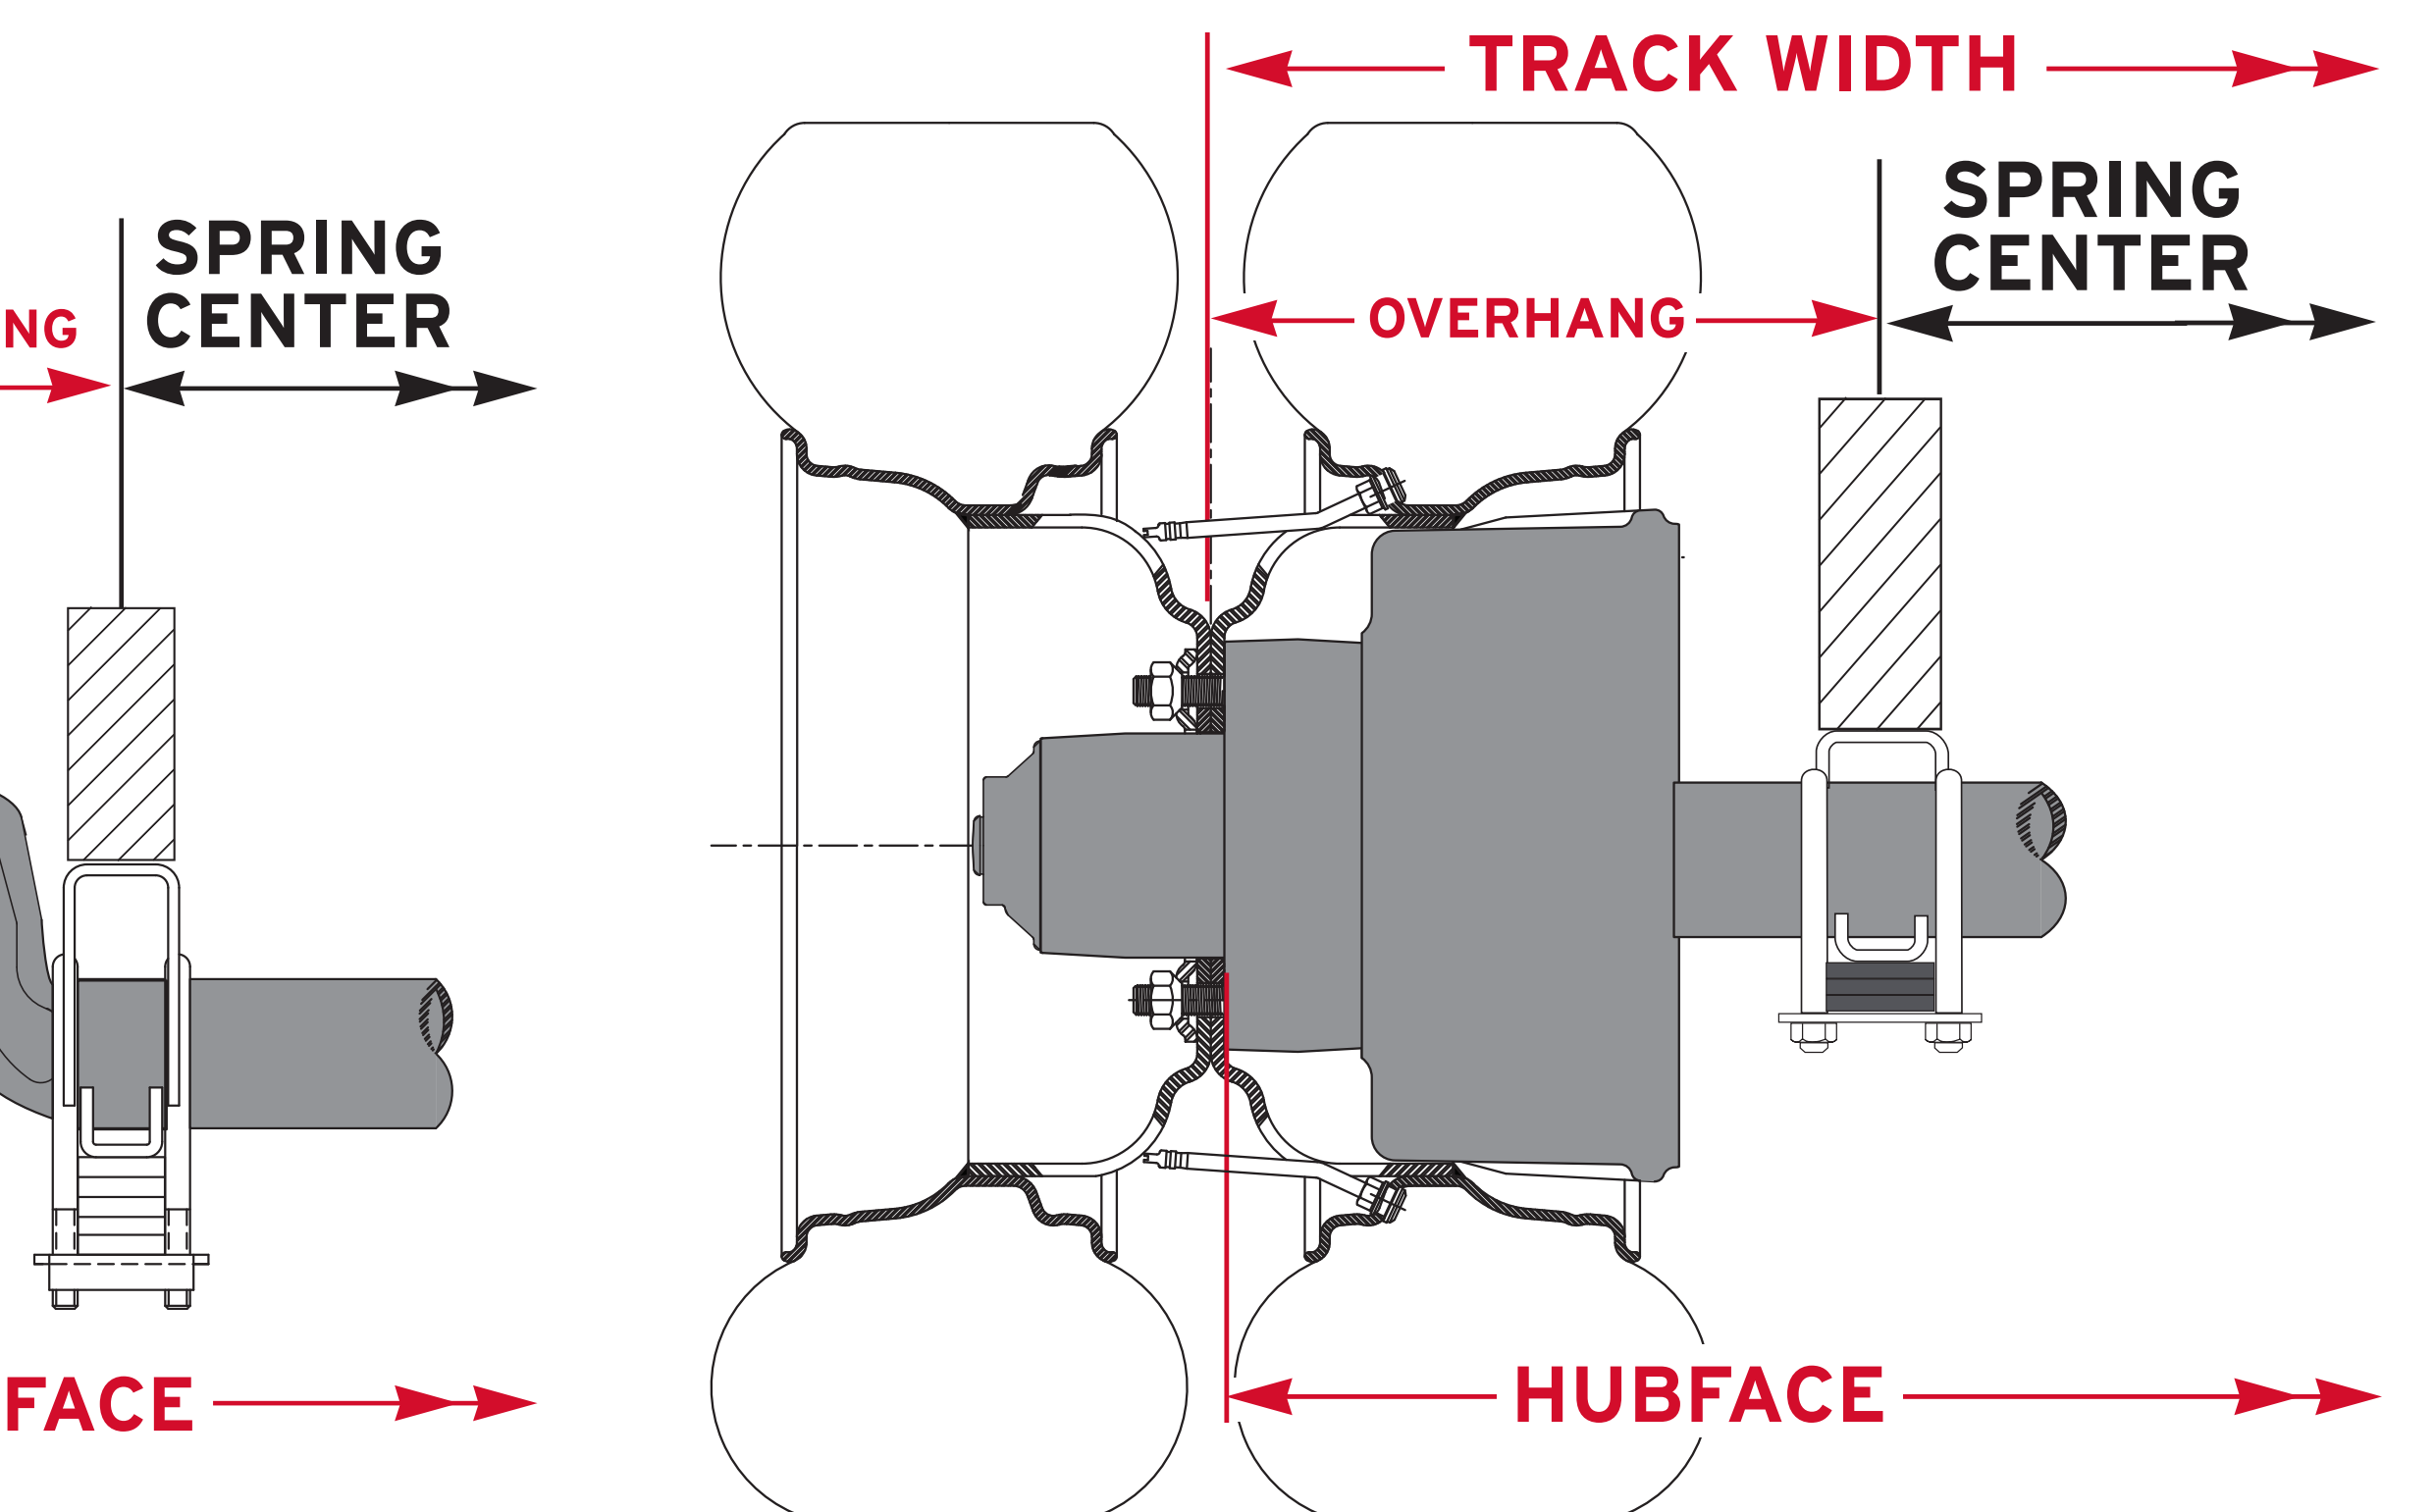 TRACK WIDTH
SPRING
CENTER
OVERHANG
SPRING
CENTER
NG
FACE
HUBFACE